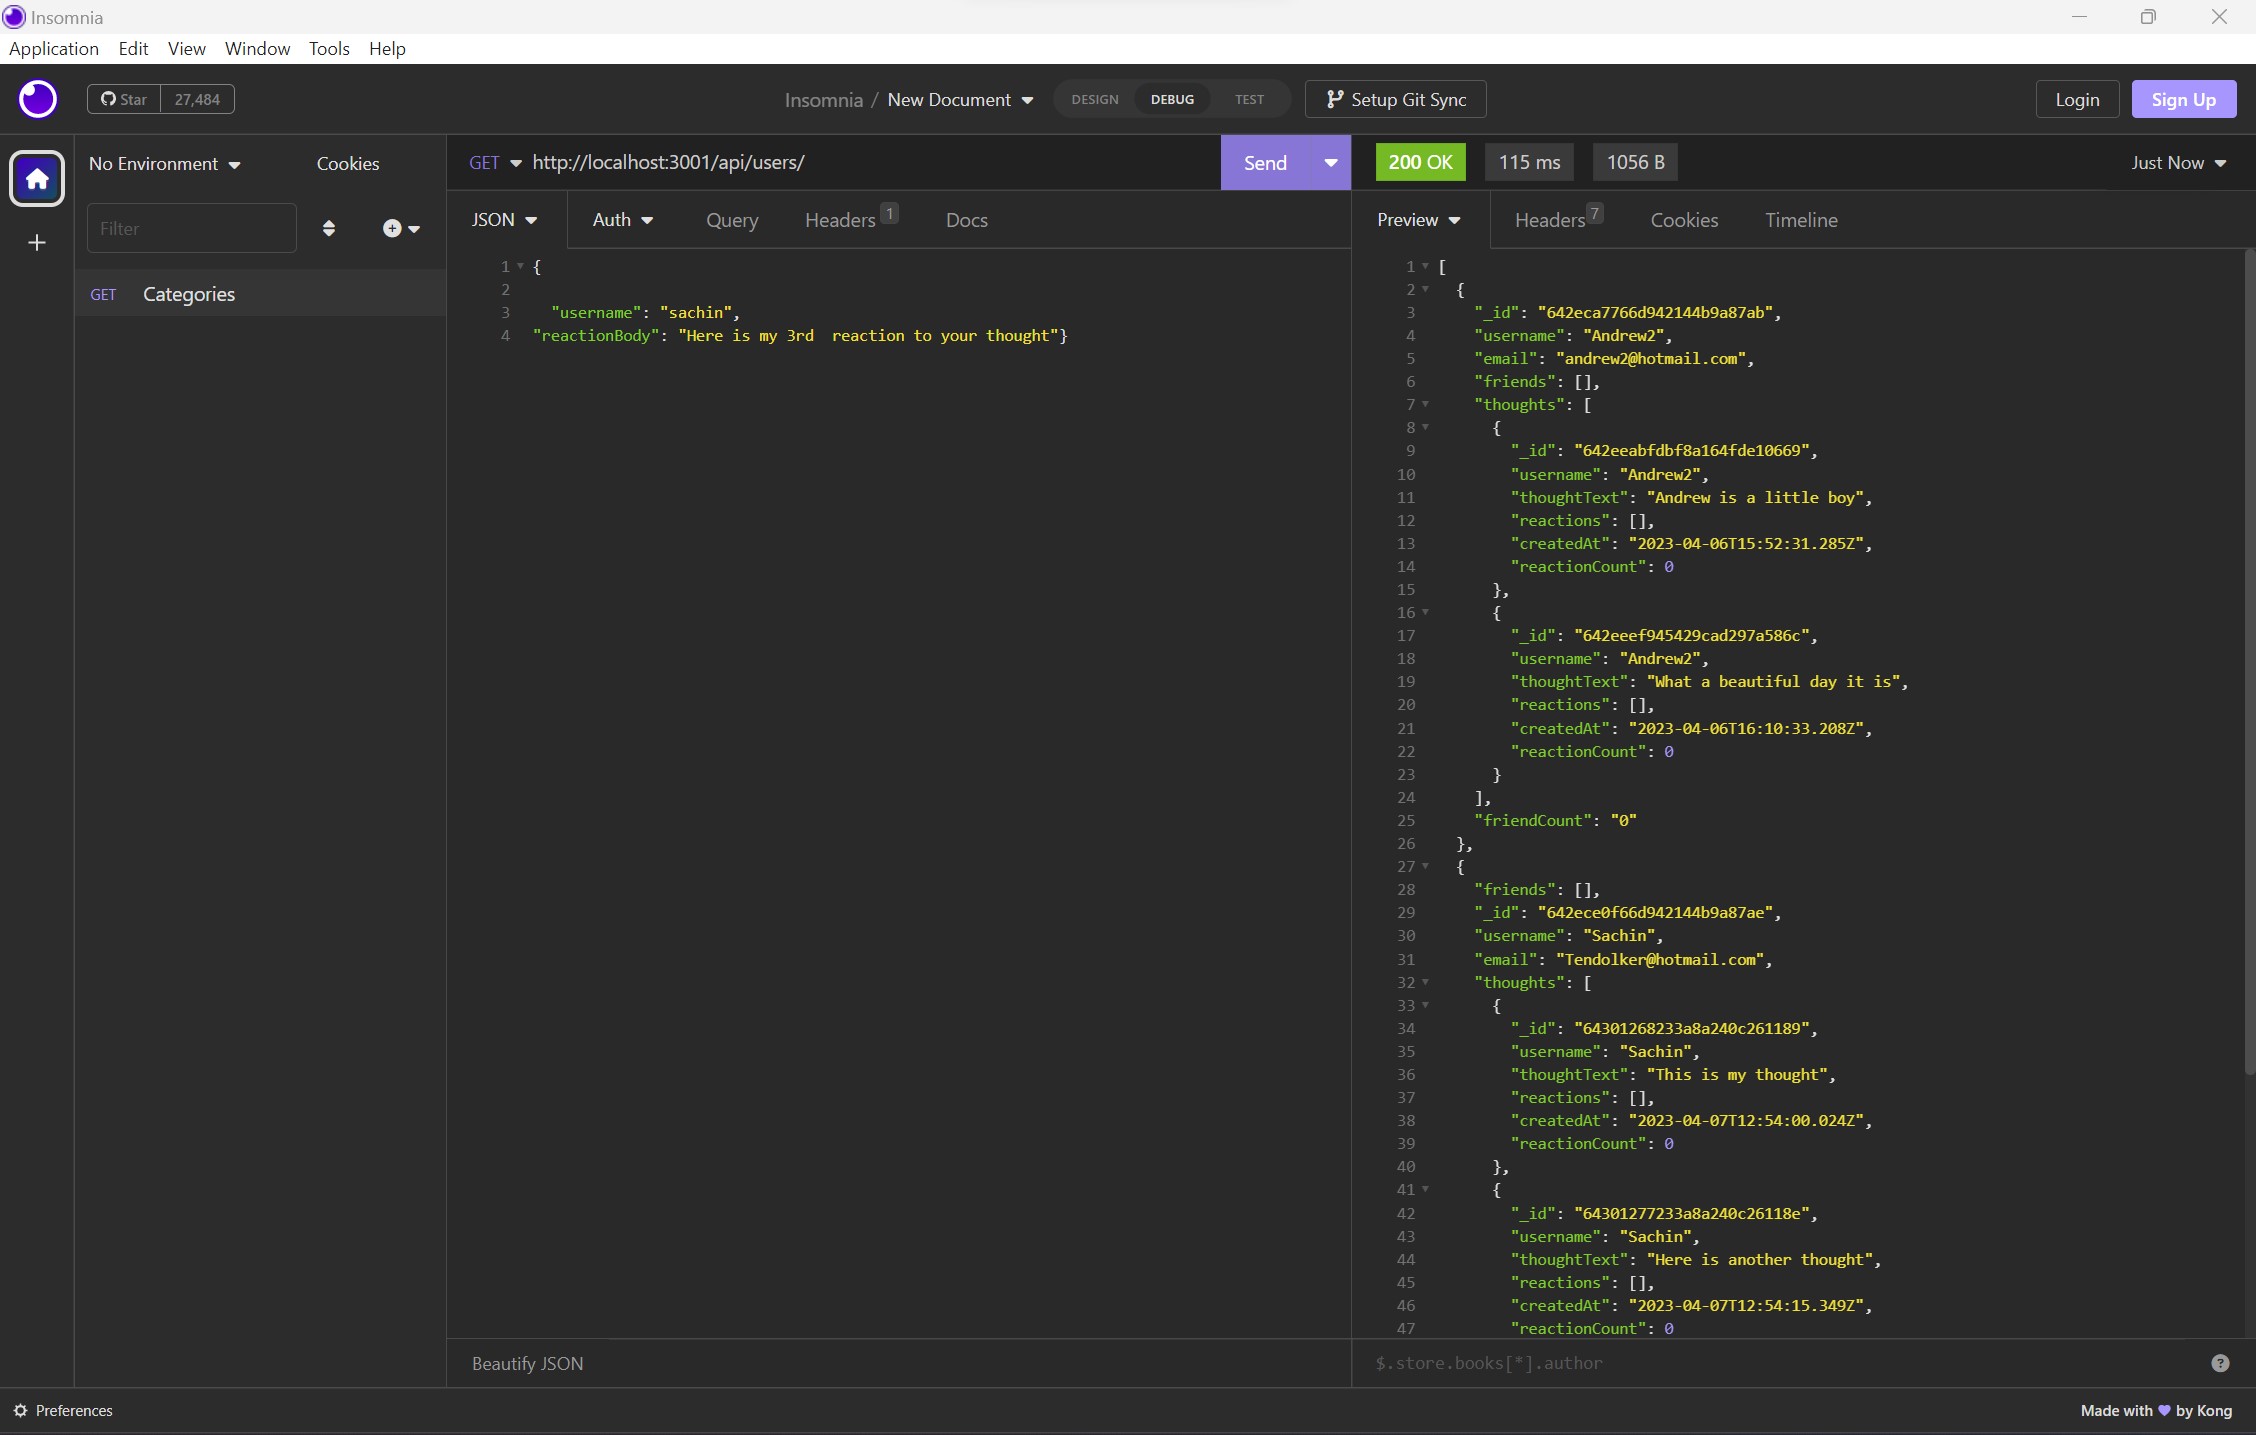 Insomnia
Application Edit View Window Tools Help
Star 27,484
Insomnia / New Document
DESIGN DEBUG TEST
Setup Git Sync
Login Sign Up
No Environment Cookies
Filter
GET Categories
GET http://localhost:3001/api/users/
Send
JSON Auth Query Headers 1 Docs
1 {
2
3 "username": "sachin",
4 "reactionBody": "Here is my 3rd  reaction to your thought"}
Beautify JSON
200 OK 115 ms 1056 B Just Now
Preview Headers 7 Cookies Timeline
1 [
2 {
3 "_id": "642eca7766d942144b9a87ab",
4 "username": "Andrew2",
5 "email": "andrew2@hotmail.com",
6 "friends": [],
7 "thoughts": [
8 {
9 "_id": "642eeabfdbf8a164fde10669",
10 "username": "Andrew2",
11 "thoughtText": "Andrew is a little boy",
12 "reactions": [],
13 "createdAt": "2023-04-06T15:52:31.285Z",
14 "reactionCount": 0
15 },
16 {
17 "_id": "642eeef945429cad297a586c",
18 "username": "Andrew2",
19 "thoughtText": "What a beautiful day it is",
20 "reactions": [],
21 "createdAt": "2023-04-06T16:10:33.208Z",
22 "reactionCount": 0
23 }
24 ],
25 "friendCount": "0"
26 },
27 {
28 "friends": [],
29 "_id": "642ece0f66d942144b9a87ae",
30 "username": "Sachin",
31 "email": "Tendolker@hotmail.com",
32 "thoughts": [
33 {
34 "_id": "64301268233a8a240c261189",
35 "username": "Sachin",
36 "thoughtText": "This is my thought",
37 "reactions": [],
38 "createdAt": "2023-04-07T12:54:00.024Z",
39 "reactionCount": 0
40 },
41 {
42 "_id": "64301277233a8a240c26118e",
43 "username": "Sachin",
44 "thoughtText": "Here is another thought",
45 "reactions": [],
46 "createdAt": "2023-04-07T12:54:15.349Z",
47 "reactionCount": 0
$.store.books[*].author
Preferences
Made with by Kong